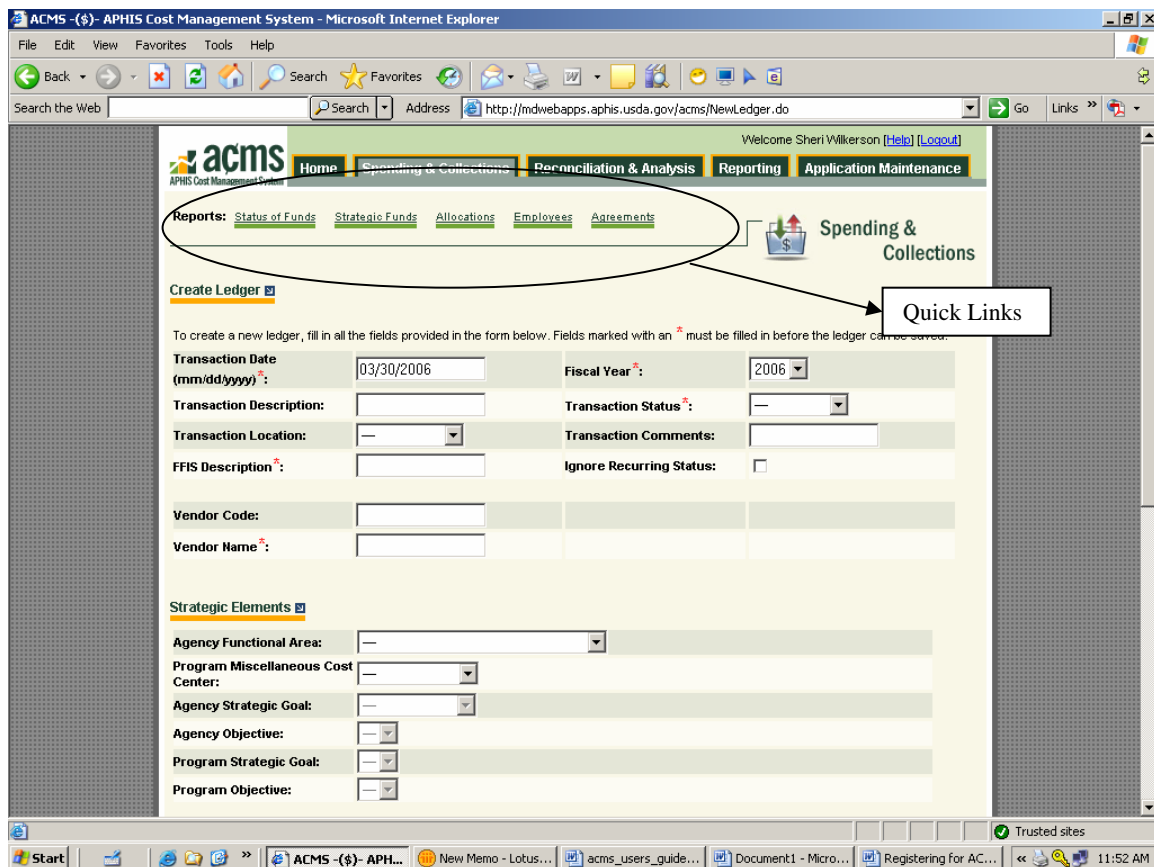 ACMS -($)- APHIS Cost Management System - Microsoft Internet Explorer
File Edit View Favorites Tools Help
Back Search Favorites
Search the Web Search Address http://mdwebapps.aphis.usda.gov/acms/NewLedger.do Go Links »
Welcome Sheri Wilkerson [Help] [Logout]
acms
APHIS Cost Management System
Home Spending & Collections Reconciliation & Analysis Reporting Application Maintenance
Reports: Status of Funds Strategic Funds Allocations Employees Agreements
Spending &
Collections
Create Ledger
Quick Links
To create a new ledger, fill in all the fields provided in the form below. Fields marked with an * must be filled in before the ledger can be saved.
Transaction Date
(mm/dd/yyyy)*: 03/30/2006 Fiscal Year*: 2006
Transaction Description: Transaction Status*: —
Transaction Location: — Transaction Comments:
FFIS Description*: Ignore Recurring Status:
Vendor Code:
Vendor Name*:
Strategic Elements
Agency Functional Area: —
Program Miscellaneous Cost
Center: —
Agency Strategic Goal: —
Agency Objective: —
Program Strategic Goal: —
Program Objective: —
Trusted sites
Start » ACMS -($)- APH... New Memo - Lotus... acms_users_guide... Document1 - Micro... Registering for AC... « 11:52 AM